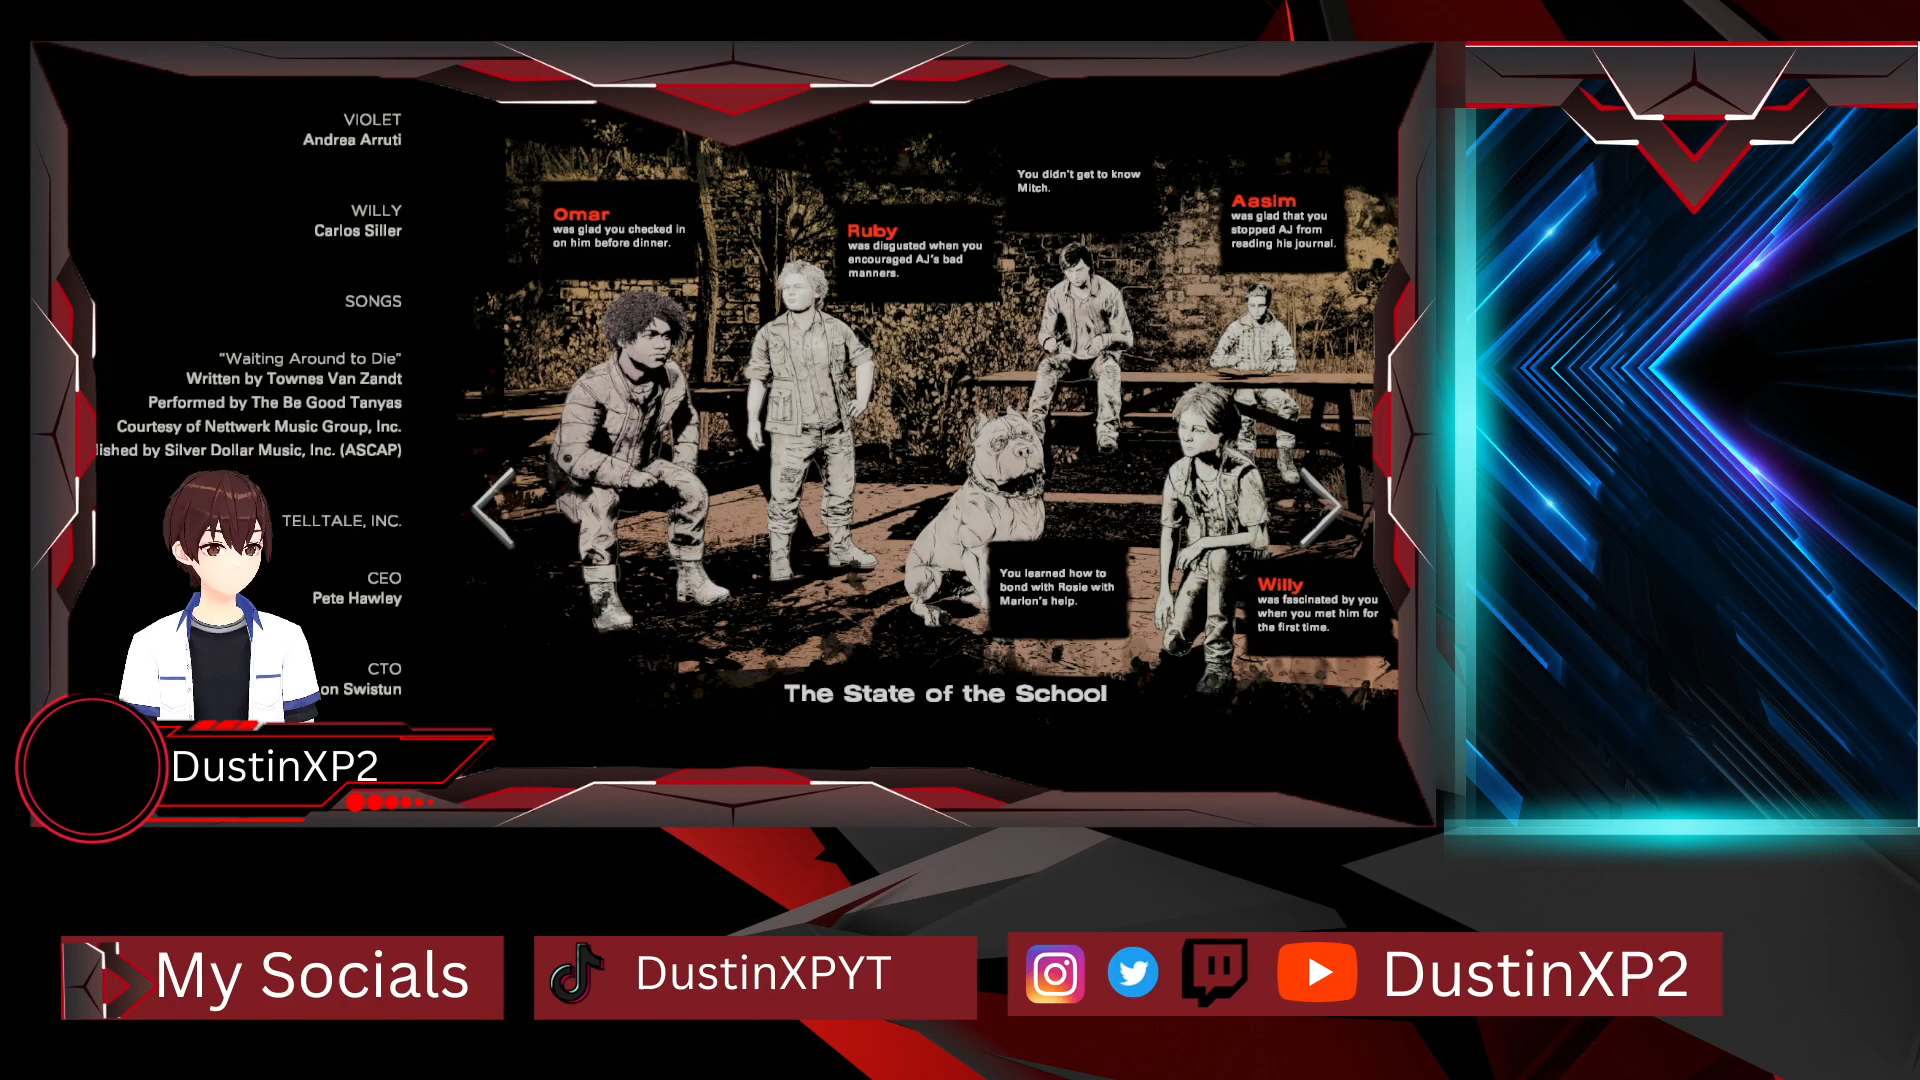 VIOLET
Andrea Arruti
WILLY
Carlos Siller
SONGS
"Waiting Around to Die"
Written by Townes Van Zandt
Performed by The Be Good Tanyas
Courtesy of Nettwerk Music Group, Inc.
lished by Silver Dollar Music, Inc. (ASCAP)
TELLTALE, INC.
CEO
Pete Hawley
CTO
on Swistun
Omar
was glad you checked in
on him before dinner.
Ruby
was disgusted when you
encouraged AJ's bad
manners.
You didn't get to know
Mitch.
Aasim
was glad that you
stopped AJ from
reading his journal.
You learned how to
bond with Rosie with
Marlon's help.
Willy
was fascinated by you
when you met him for
the first time.
The State of the School
DustinXP2
My Socials
DustinXPYT
DustinXP2